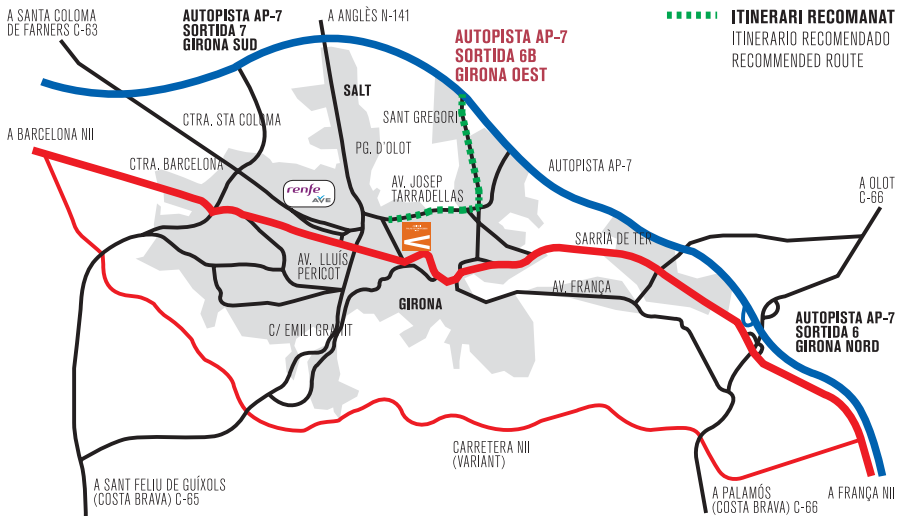 A SANTA COLOMA
DE FARNERS C-63
AUTOPISTA AP-7
SORTIDA 7
GIRONA SUD
A ANGLÈS N-141
AUTOPISTA AP-7
SORTIDA 6B
GIRONA OEST
ITINERARI RECOMANAT
ITINERARIO RECOMENDADO
RECOMMENDED ROUTE
SALT
CTRA. STA COLOMA
SANT GREGORI
A BARCELONA NII
PG. D'OLOT
CTRA. BARCELONA
AUTOPISTA AP-7
renfe
AVE
AV. JOSEP
TARRADELLAS
A OLOT
C-66
SARRIÀ DE TER
AV. LLUÍS
PERICOT
AV. FRANÇA
GIRONA
C/ EMILI GRAHIT
AUTOPISTA AP-7
SORTIDA 6
GIRONA NORD
CARRETERA NII
(VARIANT)
A SANT FELIU DE GUÍXOLS
(COSTA BRAVA) C-65
A PALAMÓS
(COSTA BRAVA) C-66
A FRANÇA NII